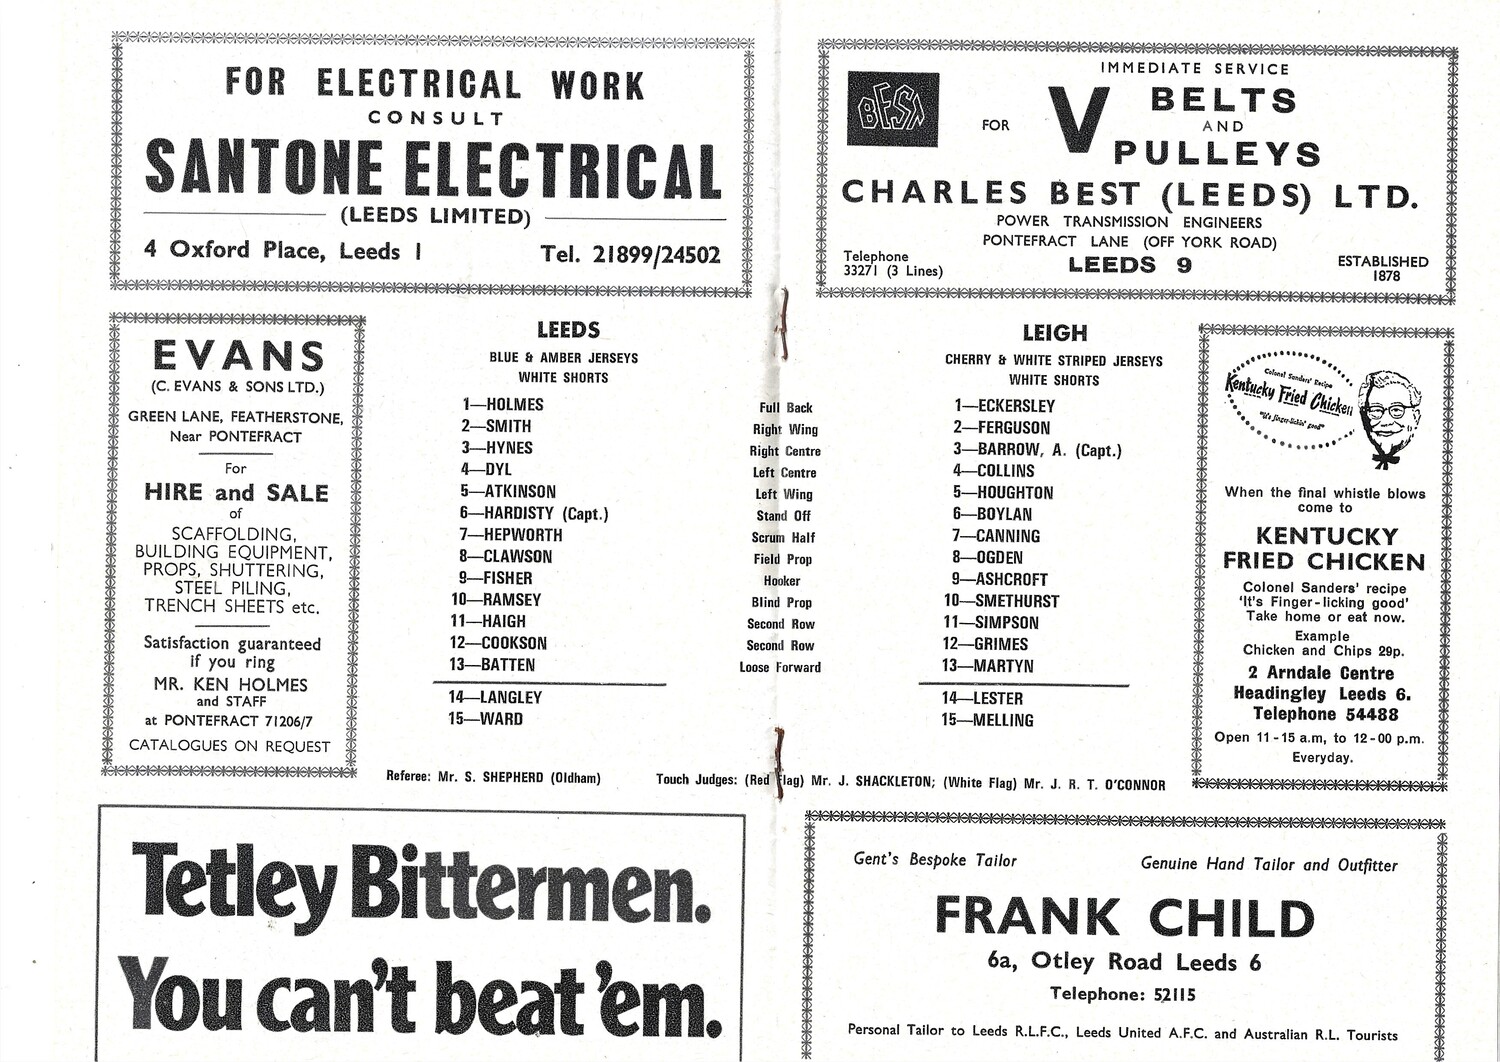 FOR ELECTRICAL WORK
CONSULT
SANTONE ELECTRICAL
(LEEDS LIMITED)
4 Oxford Place, Leeds 1 Tel. 21899/24502
BESA
IMMEDIATE SERVICE
FOR V BELTS
AND
PULLEYS
CHARLES BEST (LEEDS) LTD.
POWER TRANSMISSION ENGINEERS
PONTEFRACT LANE (OFF YORK ROAD)
Telephone
33271 (3 Lines)
LEEDS 9
ESTABLISHED
1878
EVANS
(C. EVANS & SONS LTD.)
GREEN LANE, FEATHERSTONE,
Near PONTEFRACT
For
HIRE and SALE
of
SCAFFOLDING,
BUILDING EQUIPMENT,
PROPS, SHUTTERING,
STEEL PILING,
TRENCH SHEETS etc.
Satisfaction guaranteed
if you ring
MR. KEN HOLMES
and STAFF
at PONTEFRACT 71206/7
CATALOGUES ON REQUEST
LEEDS
BLUE & AMBER JERSEYS
WHITE SHORTS
1—HOLMES
2—SMITH
3—HYNES
4—DYL
5—ATKINSON
6—HARDISTY (Capt.)
7—HEPWORTH
8—CLAWSON
9—FISHER
10—RAMSEY
11—HAIGH
12—COOKSON
13—BATTEN
14—LANGLEY
15—WARD
Full Back
Right Wing
Right Centre
Left Centre
Left Wing
Stand Off
Scrum Half
Field Prop
Hooker
Blind Prop
Second Row
Second Row
Loose Forward
LEIGH
CHERRY & WHITE STRIPED JERSEYS
WHITE SHORTS
1—ECKERSLEY
2—FERGUSON
3—BARROW, A. (Capt.)
4—COLLINS
5—HOUGHTON
6—BOYLAN
7—CANNING
8—OGDEN
9—ASHCROFT
10—SMETHURST
11—SIMPSON
12—GRIMES
13—MARTYN
14—LESTER
15—MELLING
Referee: Mr. S. SHEPHERD (Oldham) Touch Judges: (Red Flag) Mr. J. SHACKLETON; (White Flag) Mr. J. R. T. O'CONNOR
Colonel Sanders' Recipe
Kentucky Fried Chicken
"it's finger-lickin' good"
When the final whistle blows
come to
KENTUCKY
FRIED CHICKEN
Colonel Sanders' recipe
'It's Finger-licking good'
Take home or eat now.
Example
Chicken and Chips 29p.
2 Arndale Centre
Headingley Leeds 6.
Telephone 54488
Open 11-15 a.m, to 12-00 p.m.
Everyday.
Tetley Bittermen.
You can't beat 'em.
Gent's Bespoke Tailor Genuine Hand Tailor and Outfitter
FRANK CHILD
6a, Otley Road Leeds 6
Telephone: 52115
Personal Tailor to Leeds R.L.F.C., Leeds United A.F.C. and Australian R.L. Tourists